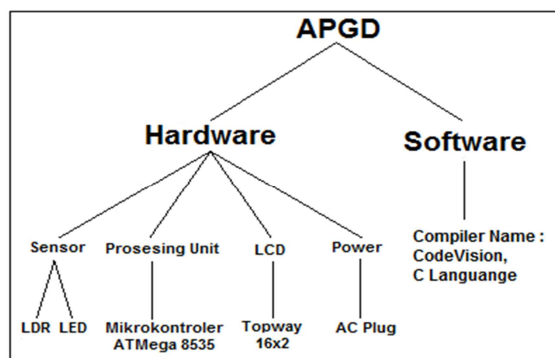 APGD
Hardware
Software
Sensor
Prosesing Unit
LCD
Power
Compiler Name :
CodeVision,
C Languange
LDR LED
Mikrokontroler
ATMega 8535
Topway
16x2
AC Plug